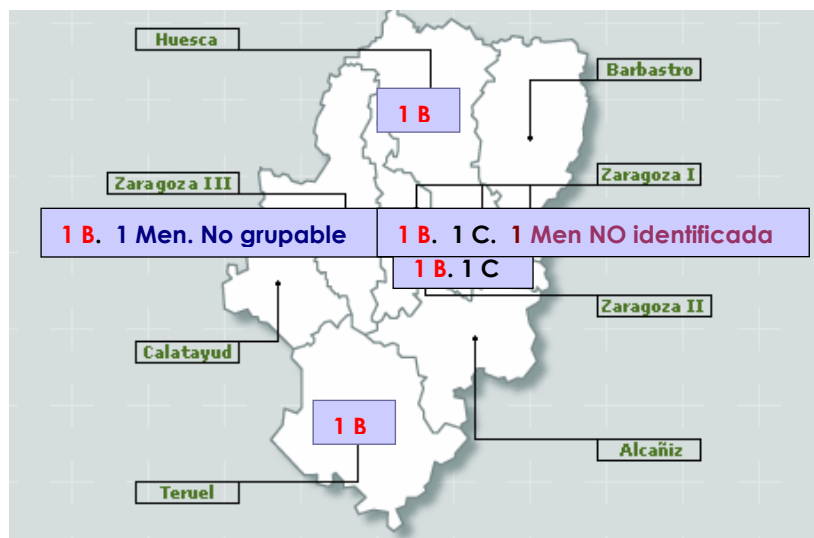 Huesca
Barbastro
1 B
Zaragoza III
Zaragoza I
1 B. 1 Men. No grupable
1 B. 1 C. 1 Men NO identificada
1 B. 1 C
Zaragoza II
Calatayud
1 B
Alcañiz
Teruel